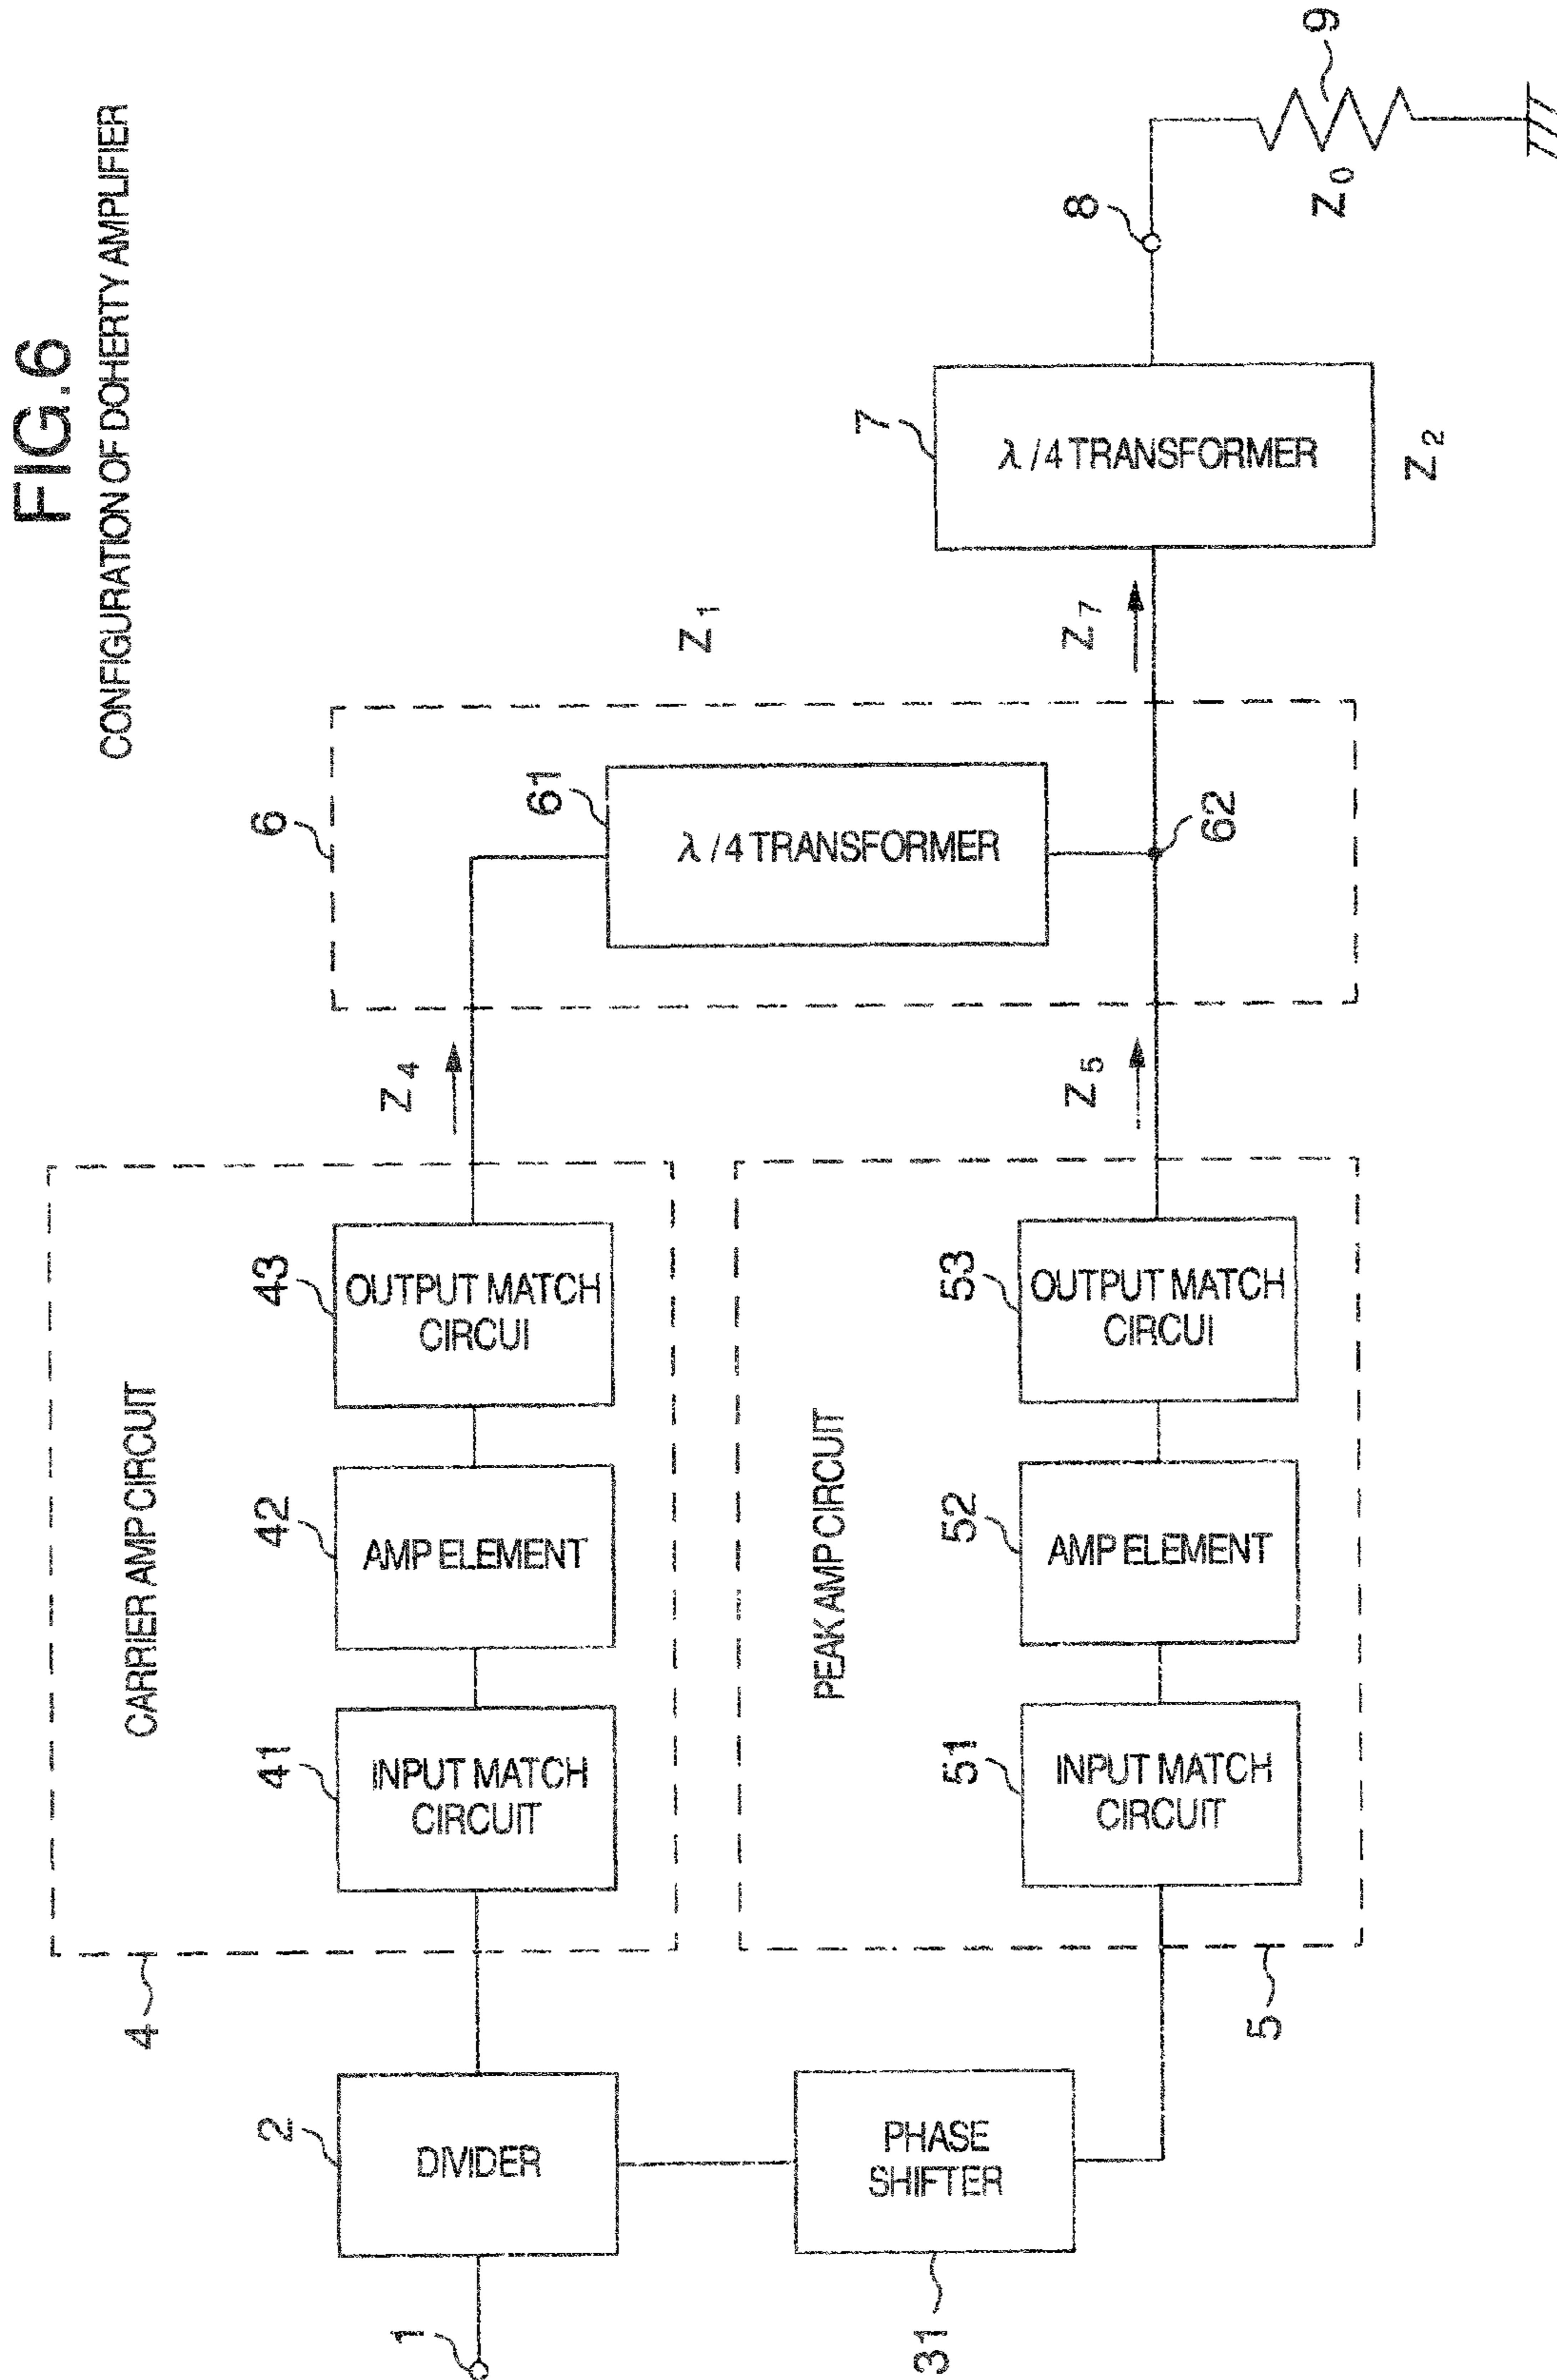 FIG.6
CONFIGURATION OF DOHERTY AMPLIFIER
1
2
DIVIDER
PHASE
SHIFTER
31
4
CARRIER AMP CIRCUIT
41
INPUT MATCH
CIRCUIT
42
AMP ELEMENT
43
OUTPUT MATCH
CIRCUI
5
PEAK AMP CIRCUIT
51
INPUT MATCH
CIRCUIT
52
AMP ELEMENT
53
OUTPUT MATCH
CIRCUI
Z4
Z5
6
61
λ/4 TRANSFORMER
62
Z1
Z7
7
λ/4 TRANSFORMER
Z2
8
9
Z0